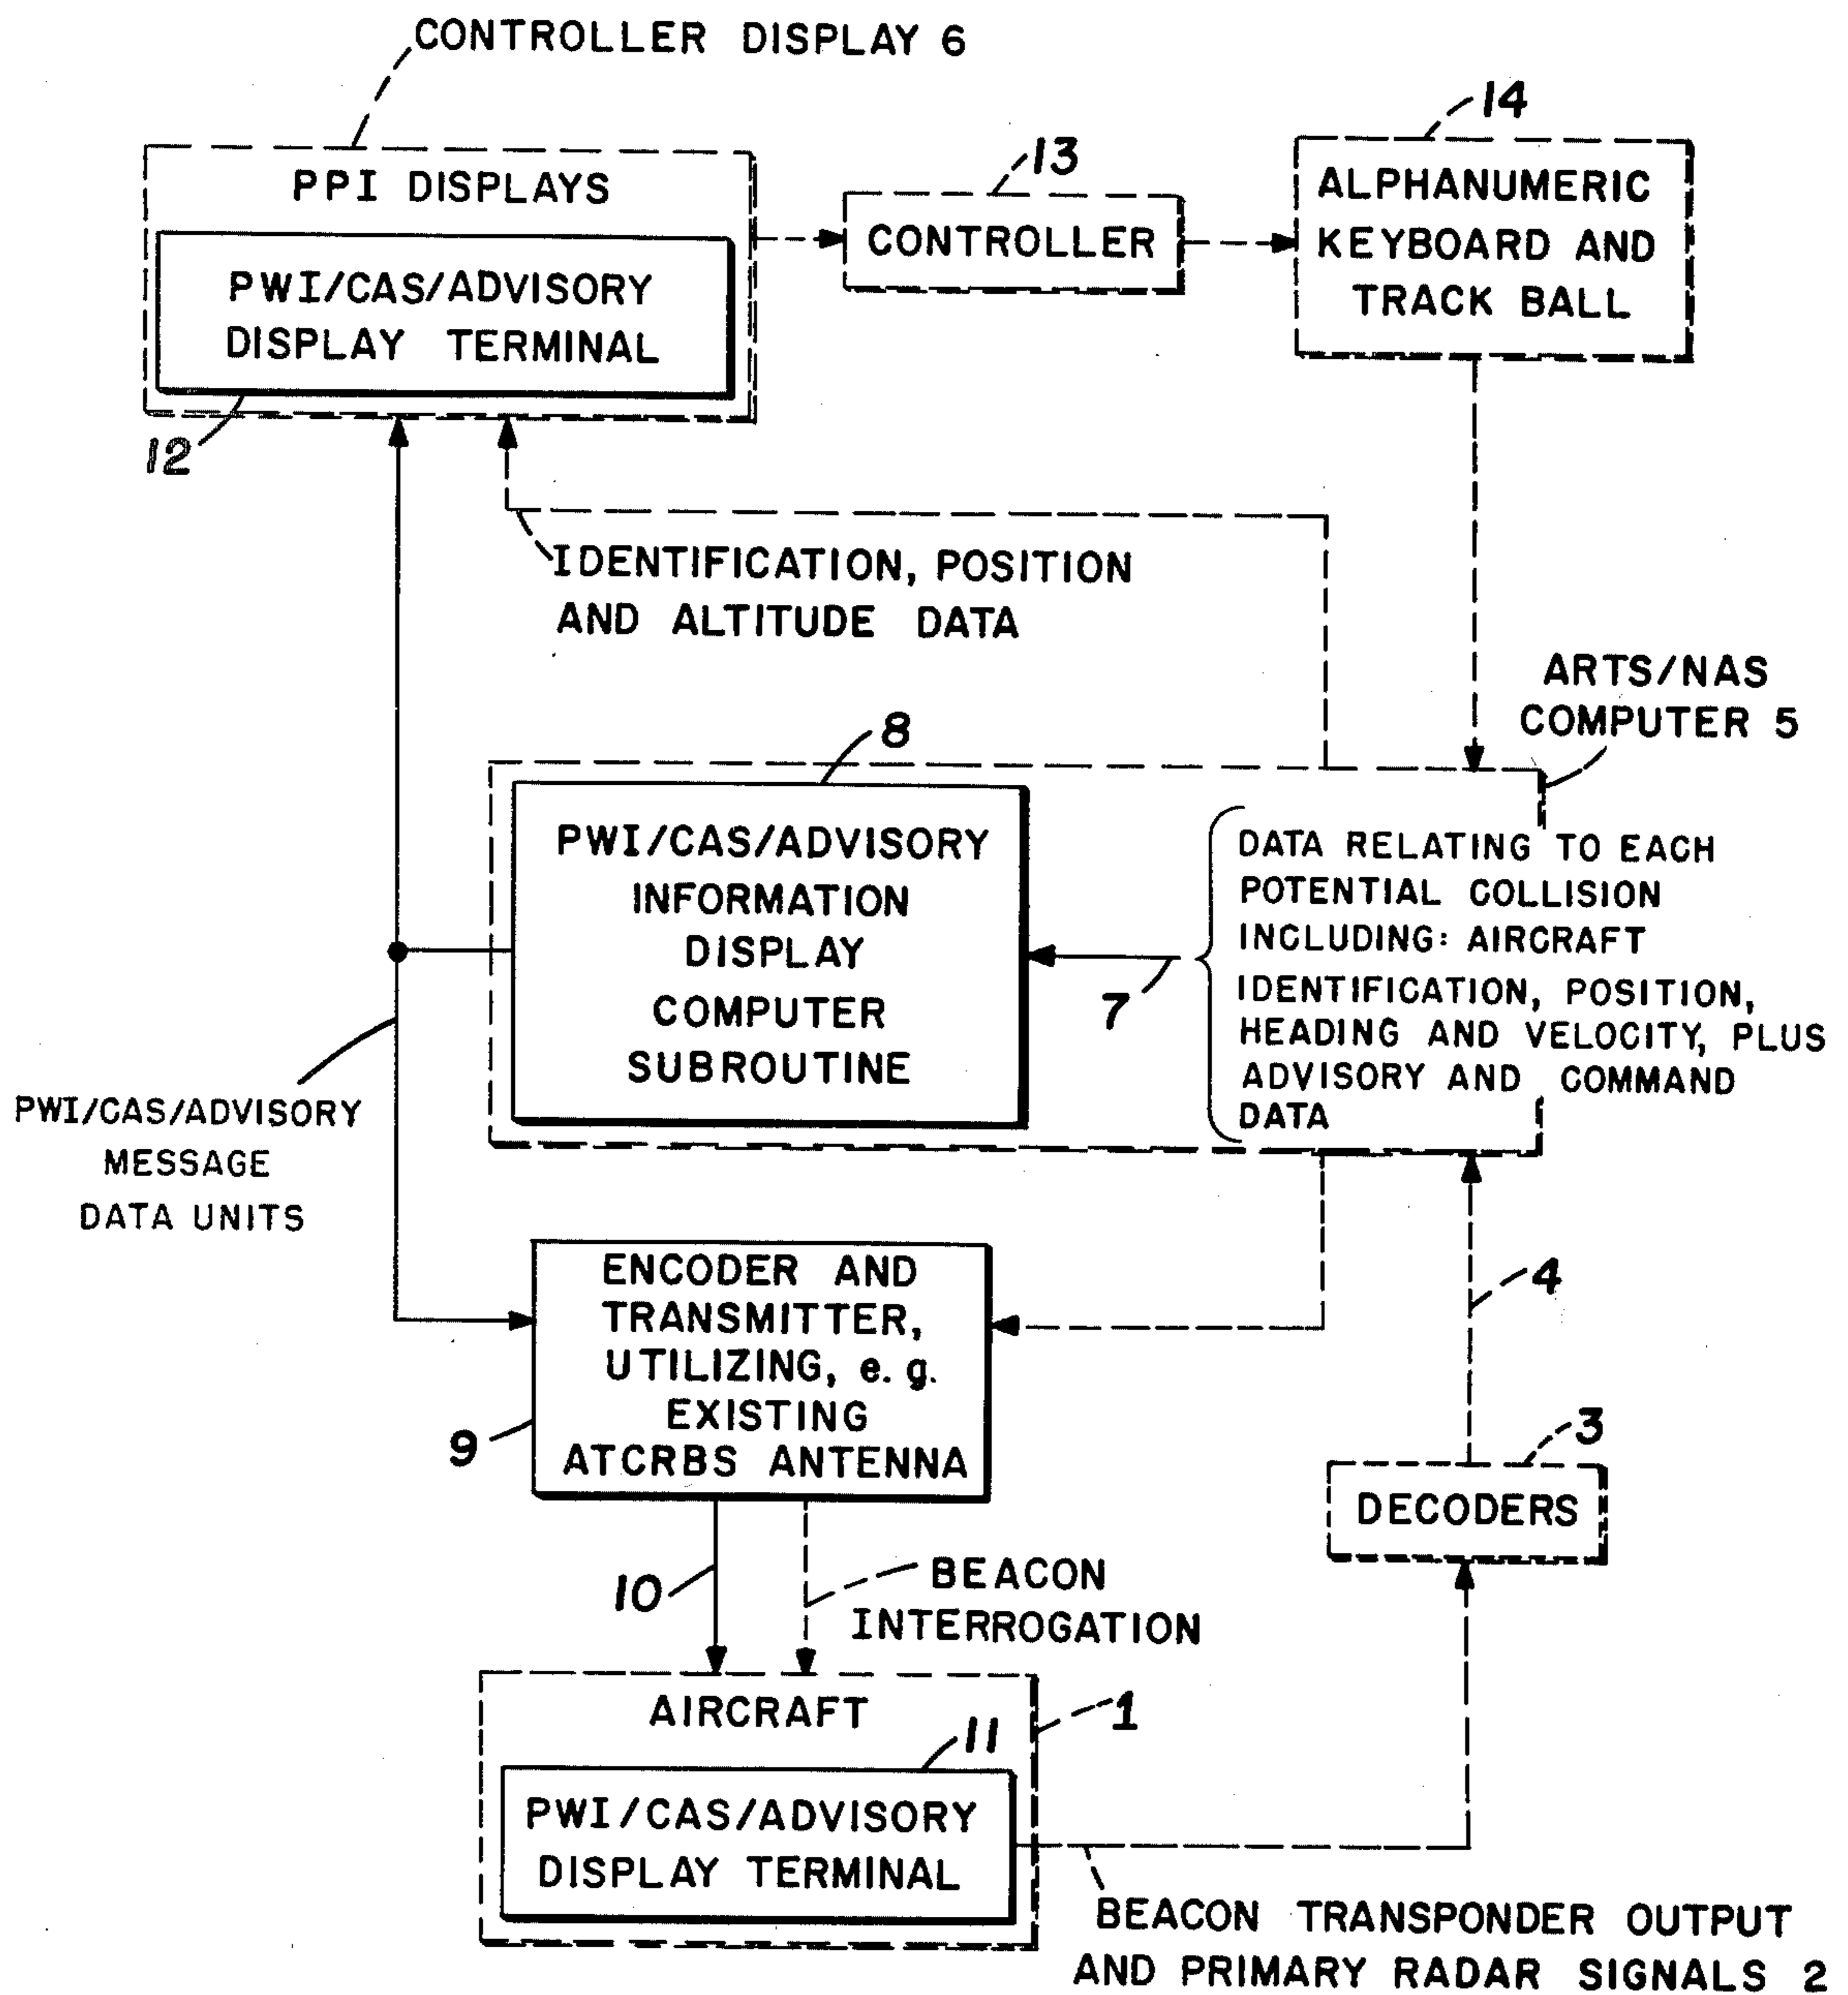 CONTROLLER DISPLAY 6
14
13
PPI DISPLAYS
ALPHANUMERIC
KEYBOARD AND
TRACK BALL
CONTROLLER
PWI/CAS/ADVISORY
DISPLAY TERMINAL
12
IDENTIFICATION, POSITION
AND ALTITUDE DATA
ARTS/NAS
COMPUTER 5
8
PWI/CAS/ADVISORY
INFORMATION
DISPLAY
COMPUTER
SUBROUTINE
7
DATA RELATING TO EACH
POTENTIAL COLLISION
INCLUDING: AIRCRAFT
IDENTIFICATION, POSITION,
HEADING AND VELOCITY, PLUS
ADVISORY AND COMMAND
DATA
PWI/CAS/ADVISORY
MESSAGE
DATA UNITS
ENCODER AND
TRANSMITTER,
UTILIZING, e.g.
EXISTING
ATCRBS ANTENNA
9
4
3
DECODERS
10
BEACON
INTERROGATION
AIRCRAFT
1
11
PWI/CAS/ADVISORY
DISPLAY TERMINAL
BEACON TRANSPONDER OUTPUT
AND PRIMARY RADAR SIGNALS 2